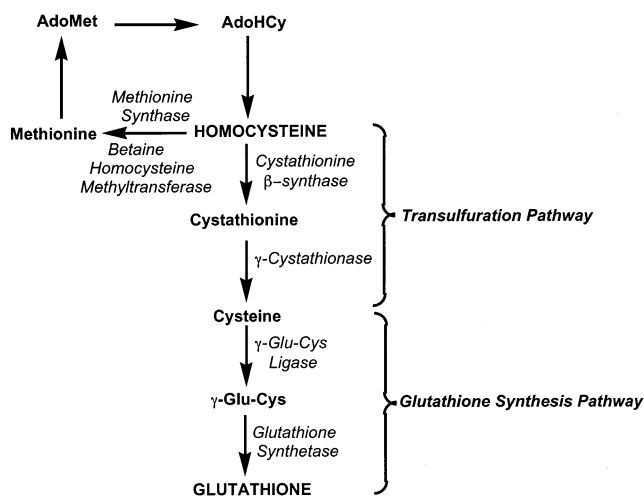 AdoMet
AdoHCy
Methionine
Synthase
Methionine
HOMOCYSTEINE
Betaine
Homocysteine
Methyltransferase
Cystathionine
β−synthase
Cystathionine
Transulfuration Pathway
γ-Cystathionase
Cysteine
γ-Glu-Cys
Ligase
γ-Glu-Cys
Glutathione Synthesis Pathway
Glutathione
Synthetase
GLUTATHIONE